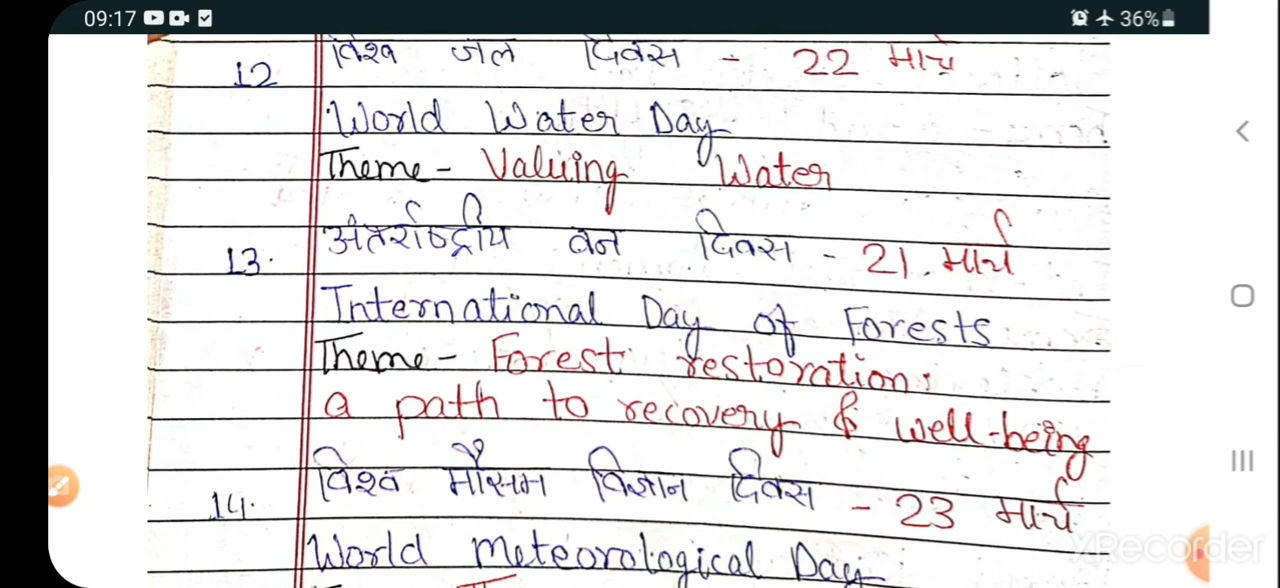 09:17 36%
12 विश्व जल दिवस - 22 मार्च
World Water Day
Theme - Valuing Water
13. अंतर्राष्ट्रीय वन दिवस - 21. मार्च
International Day of Forests
Theme - Forest restoration:
a path to recovery & well-being
14. विश्व मौसम विज्ञान दिवस - 23 मार्च
World Meteorological Day
XRecorder